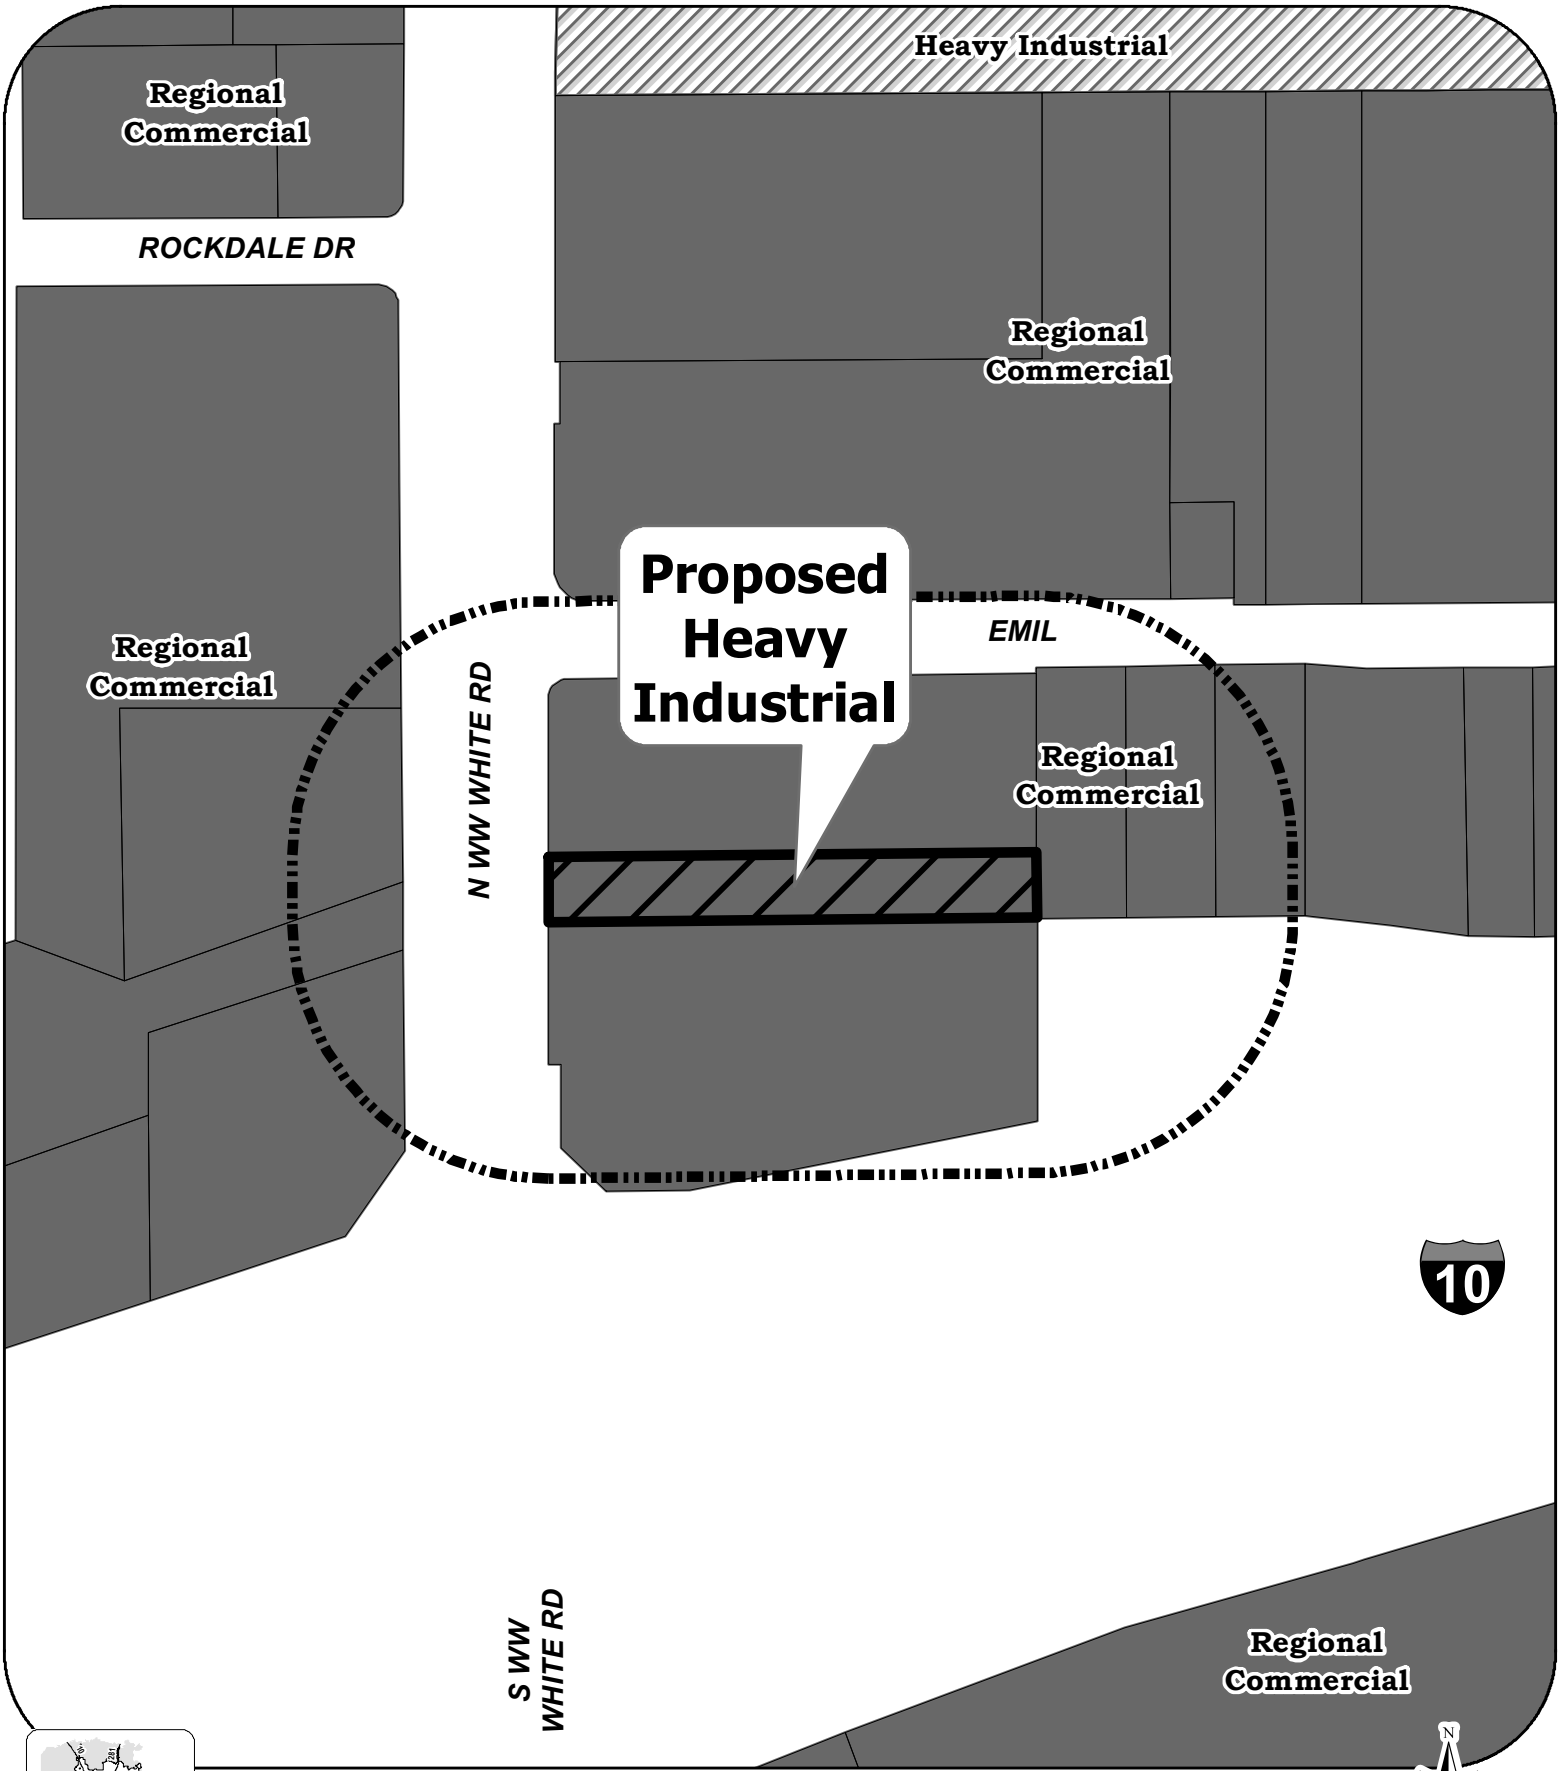 Heavy Industrial
Regional
Commercial
ROCKDALE DR
Regional
Commercial
Proposed
Heavy
Industrial
EMIL
Regional
Commercial
N WW WHITE RD
Regional
Commercial
10
S WW
WHITE RD
Regional
Commercial
N
281